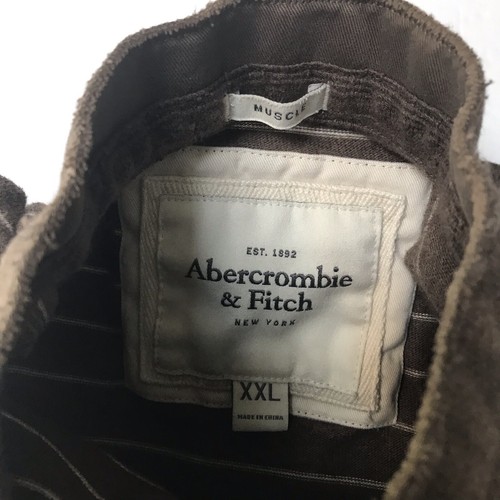 MUSCLE
EST. 1892
Abercrombie
& Fitch
NEW YORK
XXL
MADE IN CHINA